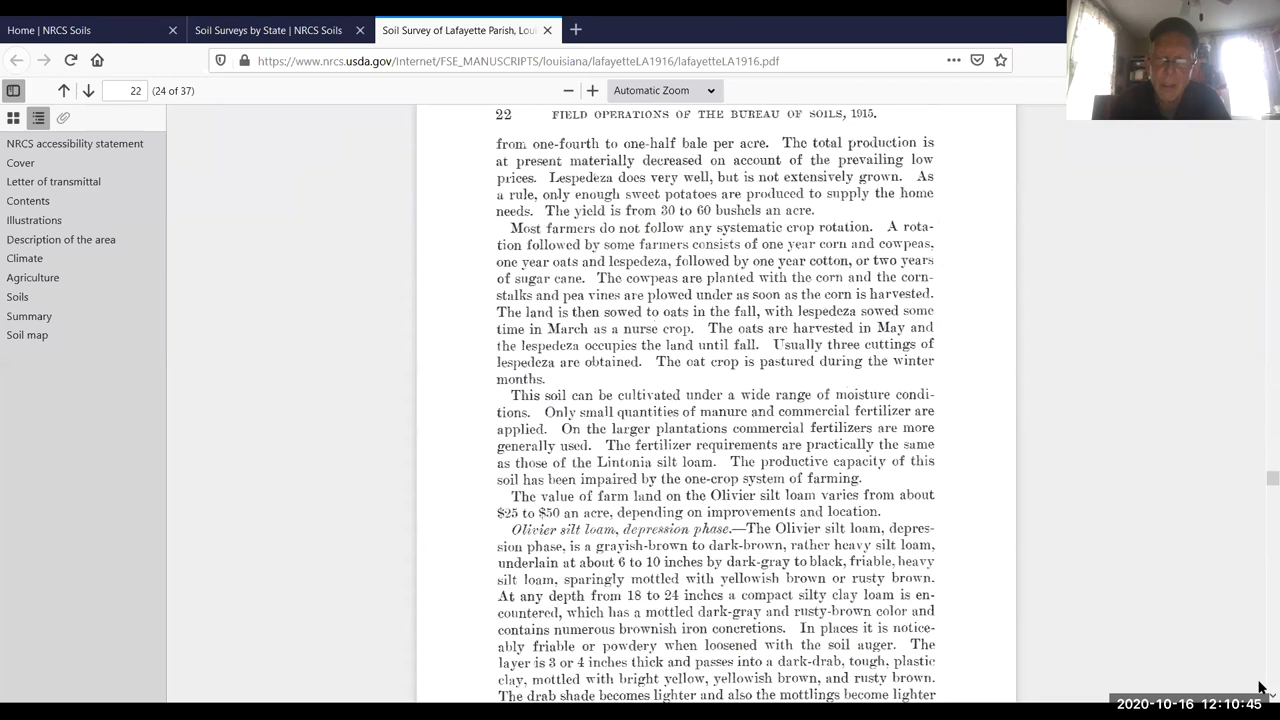 Home | NRCS Soils
Soil Surveys by State | NRCS Soils
Soil Survey of Lafayette Parish, Loui
https://www.nrcs.usda.gov/Internet/FSE_MANUSCRIPTS/louisiana/lafayetteLA1916/lafayetteLA1916.pdf
22 (24 of 37)
Automatic Zoom
NRCS accessibility statement
Cover
Letter of transmittal
Contents
Illustrations
Description of the area
Climate
Agriculture
Soils
Summary
Soil map
22 FIELD OPERATIONS OF THE BUREAU OF SOILS, 1915.
from one-fourth to one-half bale per acre. The total production is
at present materially decreased on account of the prevailing low
prices. Lespedeza does very well, but is not extensively grown. As
a rule, only enough sweet potatoes are produced to supply the home
needs. The yield is from 30 to 60 bushels an acre.
Most farmers do not follow any systematic crop rotation. A rota-
tion followed by some farmers consists of one year corn and cowpeas,
one year oats and lespedeza, followed by one year cotton, or two years
of sugar cane. The cowpeas are planted with the corn and the corn-
stalks and pea vines are plowed under as soon as the corn is harvested.
The land is then sowed to oats in the fall, with lespedeza sowed some
time in March as a nurse crop. The oats are harvested in May and
the lespedeza occupies the land until fall. Usually three cuttings of
lespedeza are obtained. The oat crop is pastured during the winter
months.
This soil can be cultivated under a wide range of moisture condi-
tions. Only small quantities of manure and commercial fertilizer are
applied. On the larger plantations commercial fertilizers are more
generally used. The fertilizer requirements are practically the same
as those of the Lintonia silt loam. The productive capacity of this
soil has been impaired by the one-crop system of farming.
The value of farm land on the Olivier silt loam varies from about
$25 to $50 an acre, depending on improvements and location.
Olivier silt loam, depression phase.—The Olivier silt loam, depres-
sion phase, is a grayish-brown to dark-brown, rather heavy silt loam,
underlain at about 6 to 10 inches by dark-gray to black, friable, heavy
silt loam, sparingly mottled with yellowish brown or rusty brown.
At any depth from 18 to 24 inches a compact silty clay loam is en-
countered, which has a mottled dark-gray and rusty-brown color and
contains numerous brownish iron concretions. In places it is notice-
ably friable or powdery when loosened with the soil auger. The
layer is 3 or 4 inches thick and passes into a dark-drab, tough, plastic
clay, mottled with bright yellow, yellowish brown, and rusty brown.
The drab shade becomes lighter and also the mottlings become lighter
2020-10-16 12:10:45